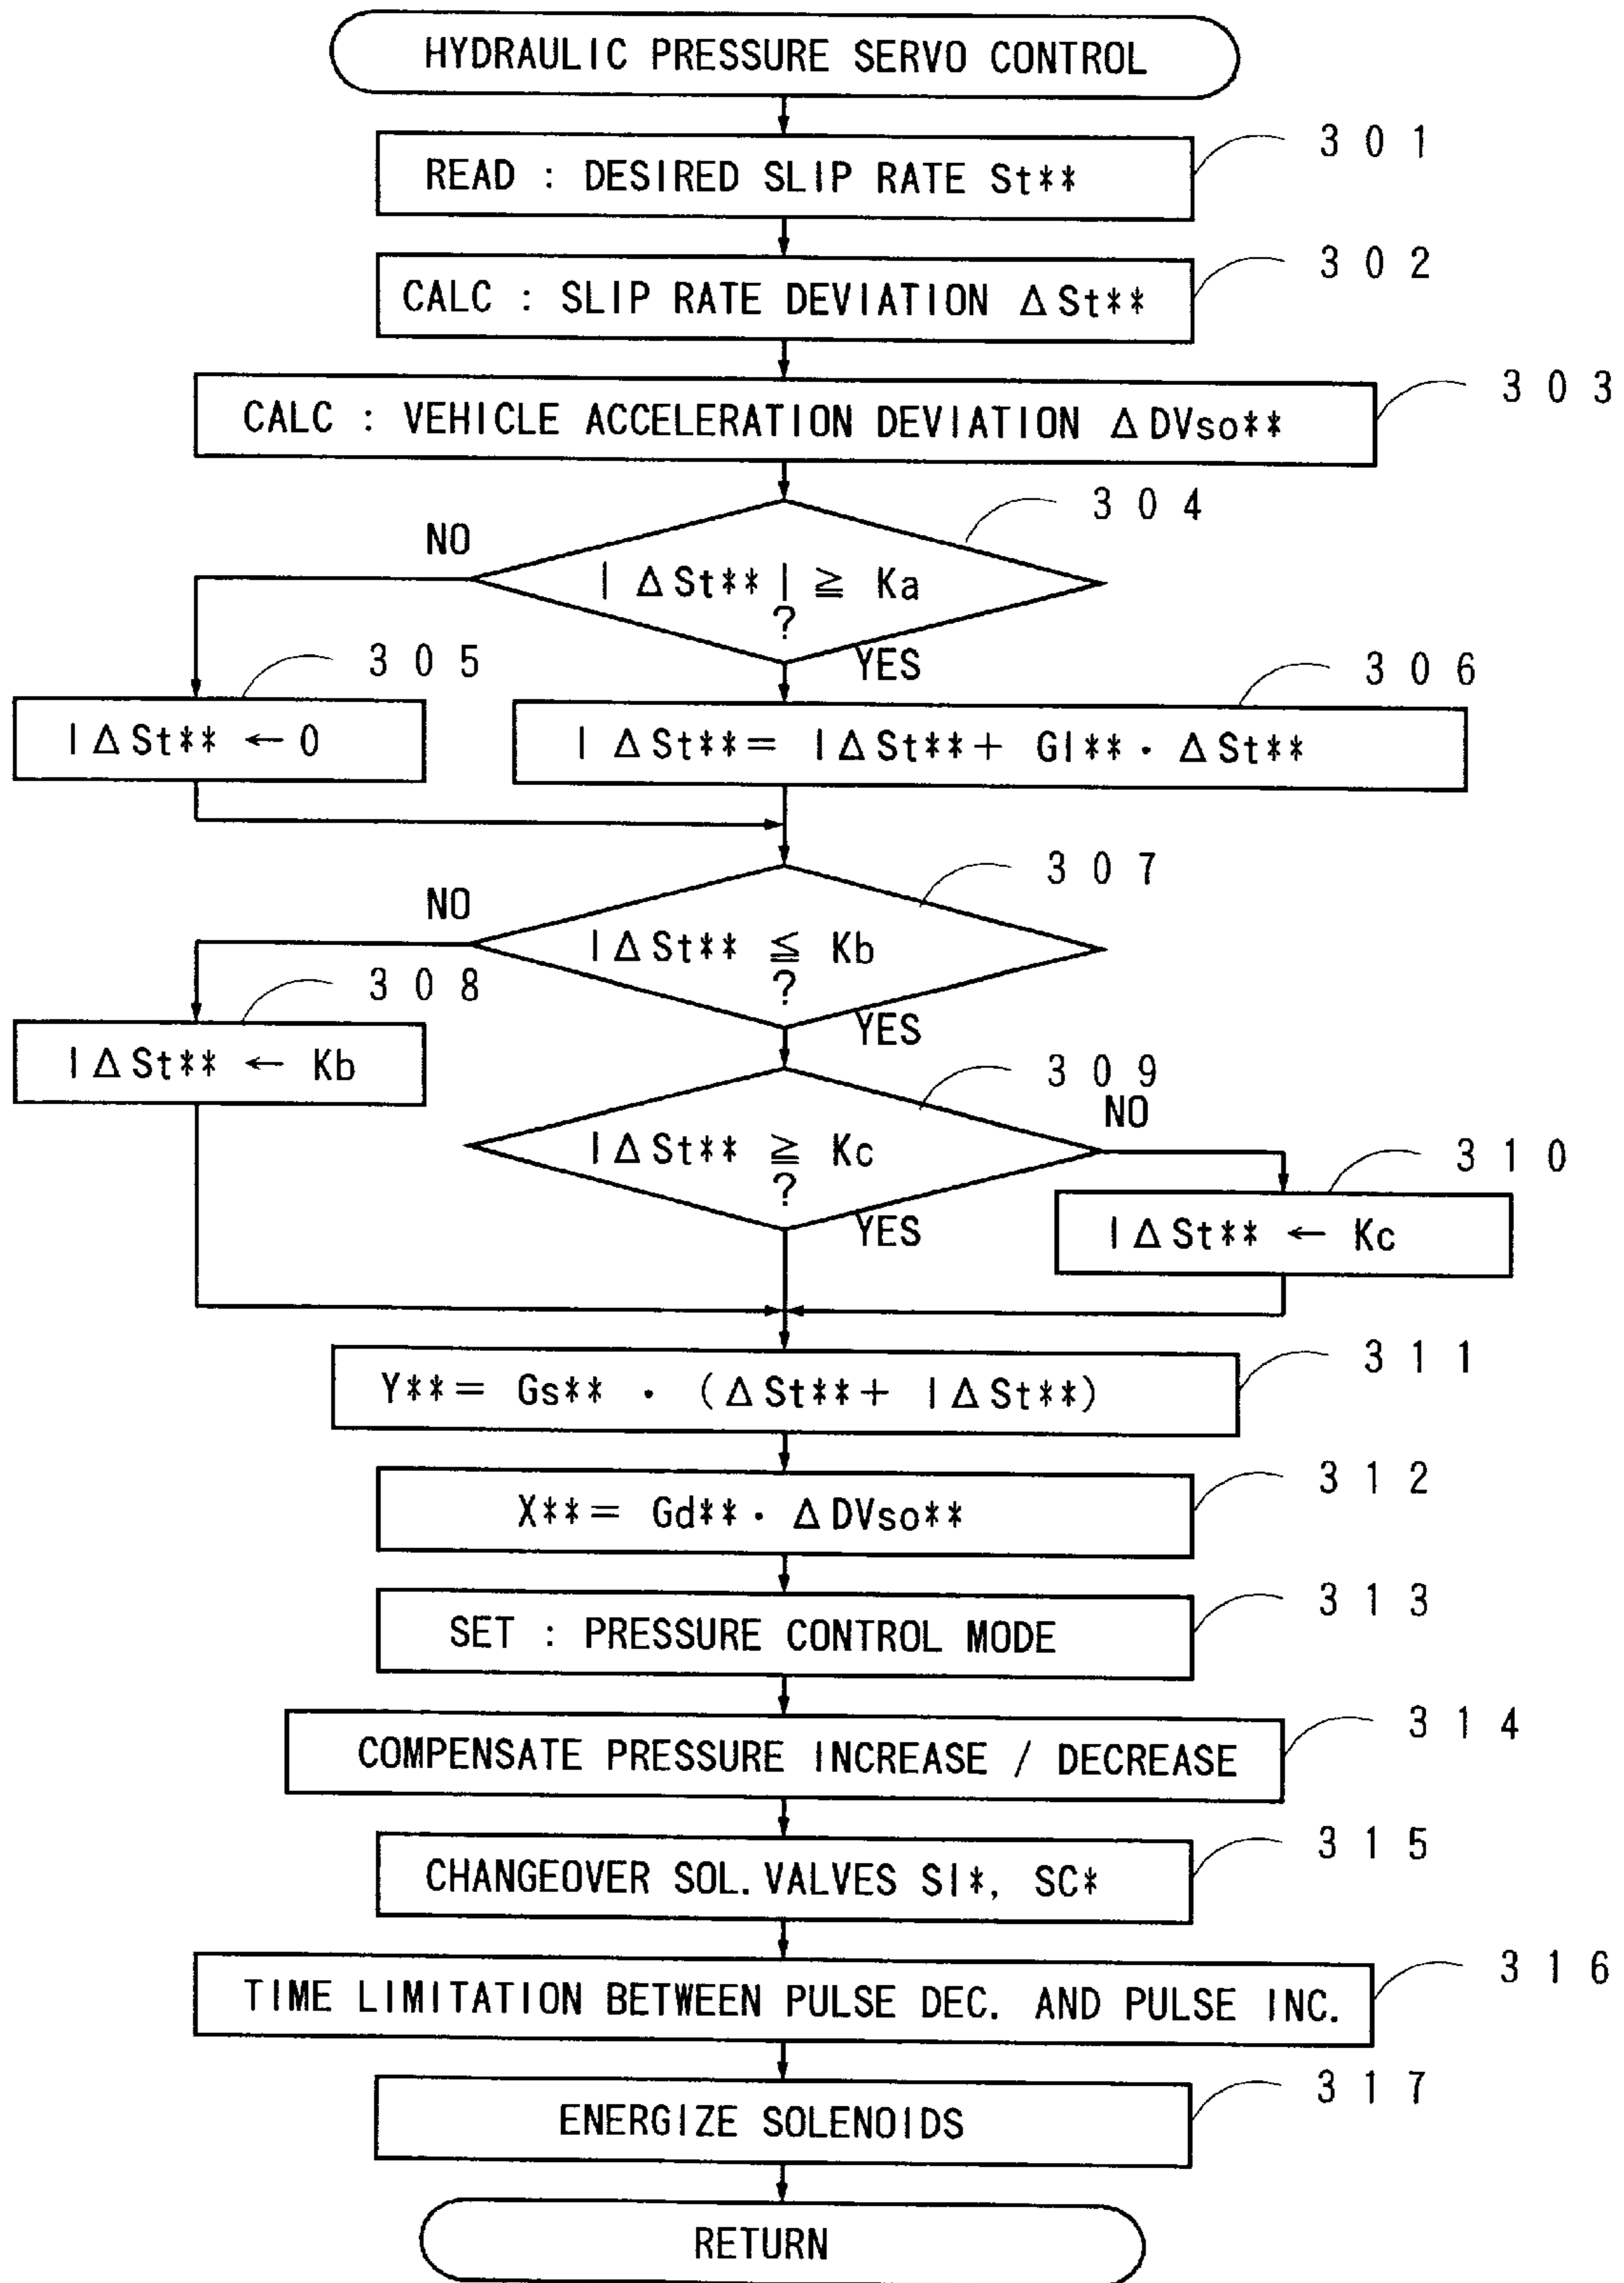 HYDRAULIC PRESSURE SERVO CONTROL
301
READ : DESIRED SLIP RATE St**
302
CALC : SLIP RATE DEVIATION ΔSt**
303
CALC : VEHICLE ACCELERATION DEVIATION ΔDVso**
304
NO
| ΔSt** | ≧ Ka
?
YES
305
IΔSt** ← 0
306
IΔSt** = IΔSt** + GI** · ΔSt**
307
NO
IΔSt** ≦ Kb
?
YES
308
IΔSt** ← Kb
309
NO
IΔSt** ≧ Kc
?
YES
310
IΔSt** ← Kc
311
Y** = Gs** · (ΔSt** + IΔSt**)
312
X** = Gd** · ΔDVso**
313
SET : PRESSURE CONTROL MODE
314
COMPENSATE PRESSURE INCREASE / DECREASE
315
CHANGEOVER SOL.VALVES SI*, SC*
316
TIME LIMITATION BETWEEN PULSE DEC. AND PULSE INC.
317
ENERGIZE SOLENOIDS
RETURN